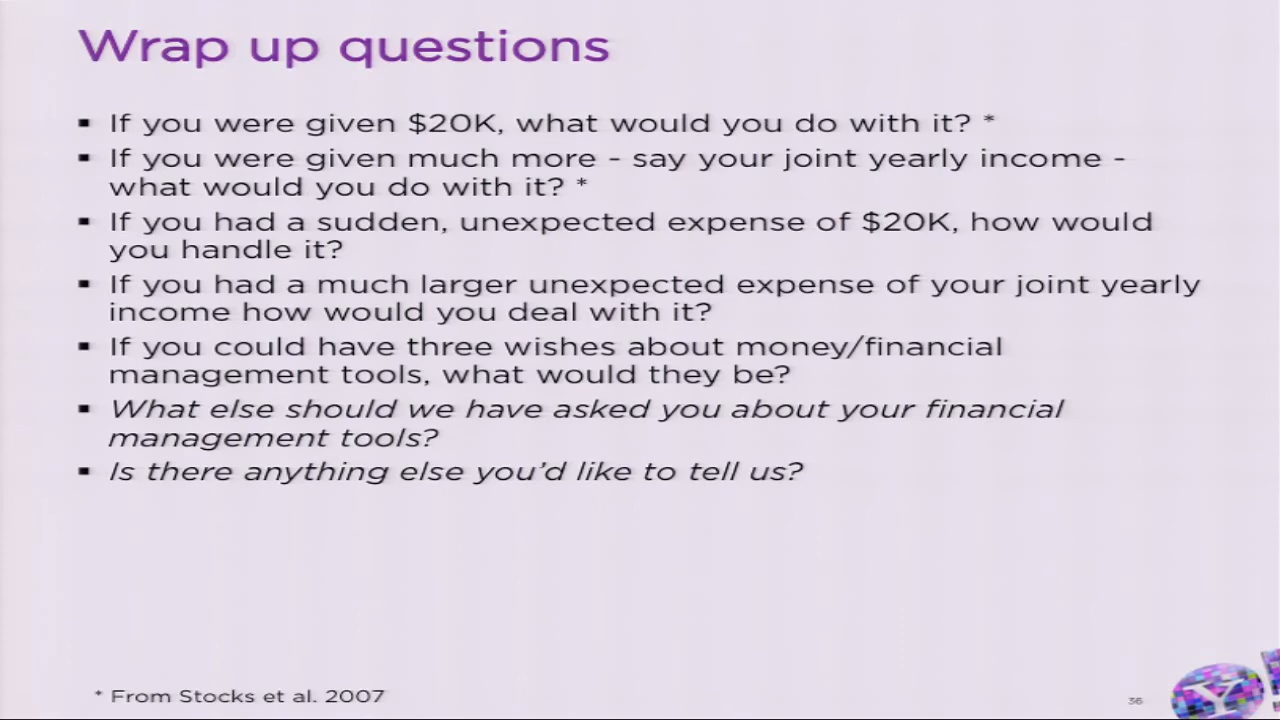 Wrap up questions
▪ If you were given $20K, what would you do with it? *
▪ If you were given much more - say your joint yearly income -
what would you do with it? *
▪ If you had a sudden, unexpected expense of $20K, how would
you handle it?
▪ If you had a much larger unexpected expense of your joint yearly
income how would you deal with it?
▪ If you could have three wishes about money/financial
management tools, what would they be?
▪ What else should we have asked you about your financial
management tools?
▪ Is there anything else you'd like to tell us?
* From Stocks et al. 2007
36
Y!